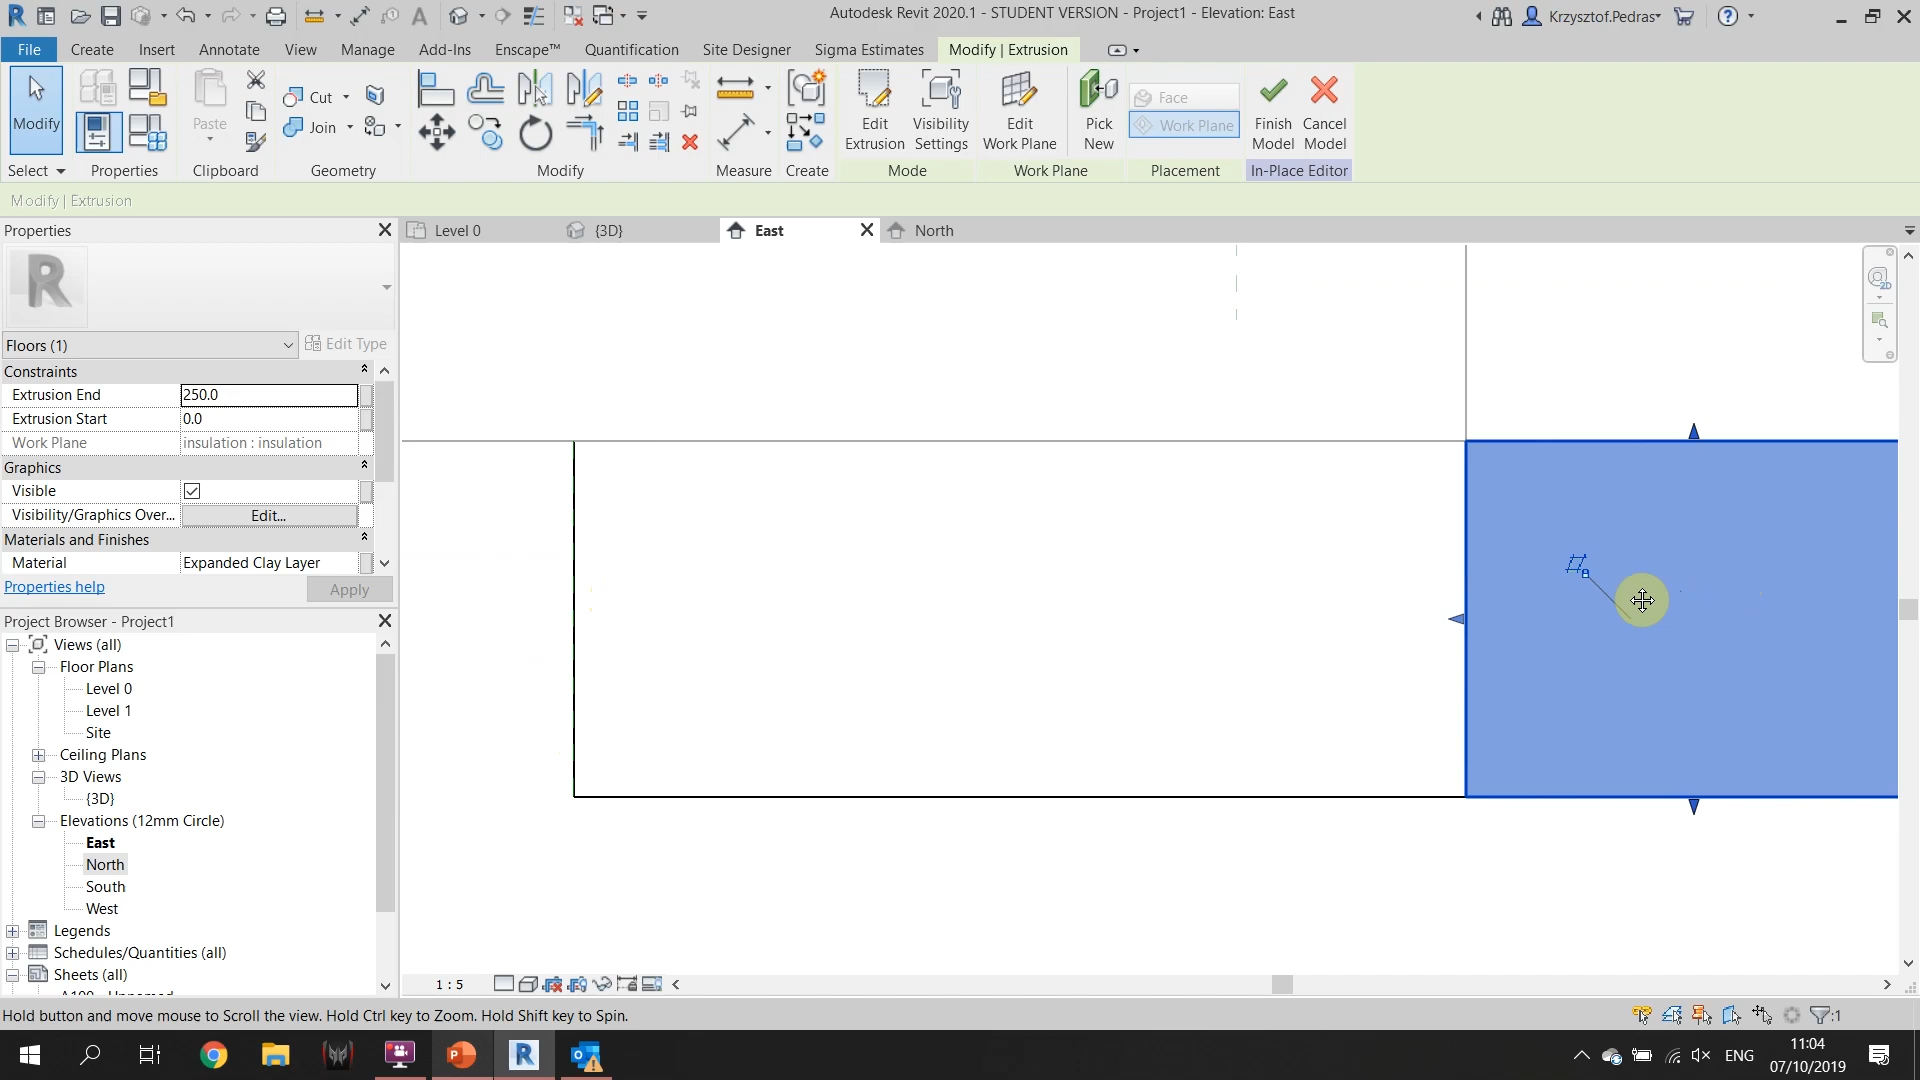 Autodesk Revit 2020.1 - STUDENT VERSION - Project1 - Elevation: East
Krzysztof.Pedras
File Create Insert Annotate View Manage Add-Ins Enscape™ Quantification Site Designer Sigma Estimates Modify | Extrusion
Modify
Paste
Cut
Join
Edit Extrusion
Visibility Settings
Edit Work Plane
Pick New
Face
Work Plane
Finish Model
Cancel Model
Select Properties Clipboard Geometry Modify Measure Create Mode Work Plane Placement In-Place Editor
Modify | Extrusion
Properties
Level 0 {3D} East North
R
2D
Floors (1) Edit Type
Constraints
Extrusion End 250.0
Extrusion Start 0.0
Work Plane insulation : insulation
Graphics
Visible
Visibility/Graphics Over... Edit...
Materials and Finishes
Material Expanded Clay Layer
Properties help Apply
Project Browser - Project1
Views (all)
Floor Plans
Level 0
Level 1
Site
Ceiling Plans
3D Views
{3D}
Elevations (12mm Circle)
East
North
South
West
Legends
Schedules/Quantities (all)
Sheets (all)
1 : 5
Hold button and move mouse to Scroll the view. Hold Ctrl key to Zoom. Hold Shift key to Spin.
:1
ENG
11:04
07/10/2019